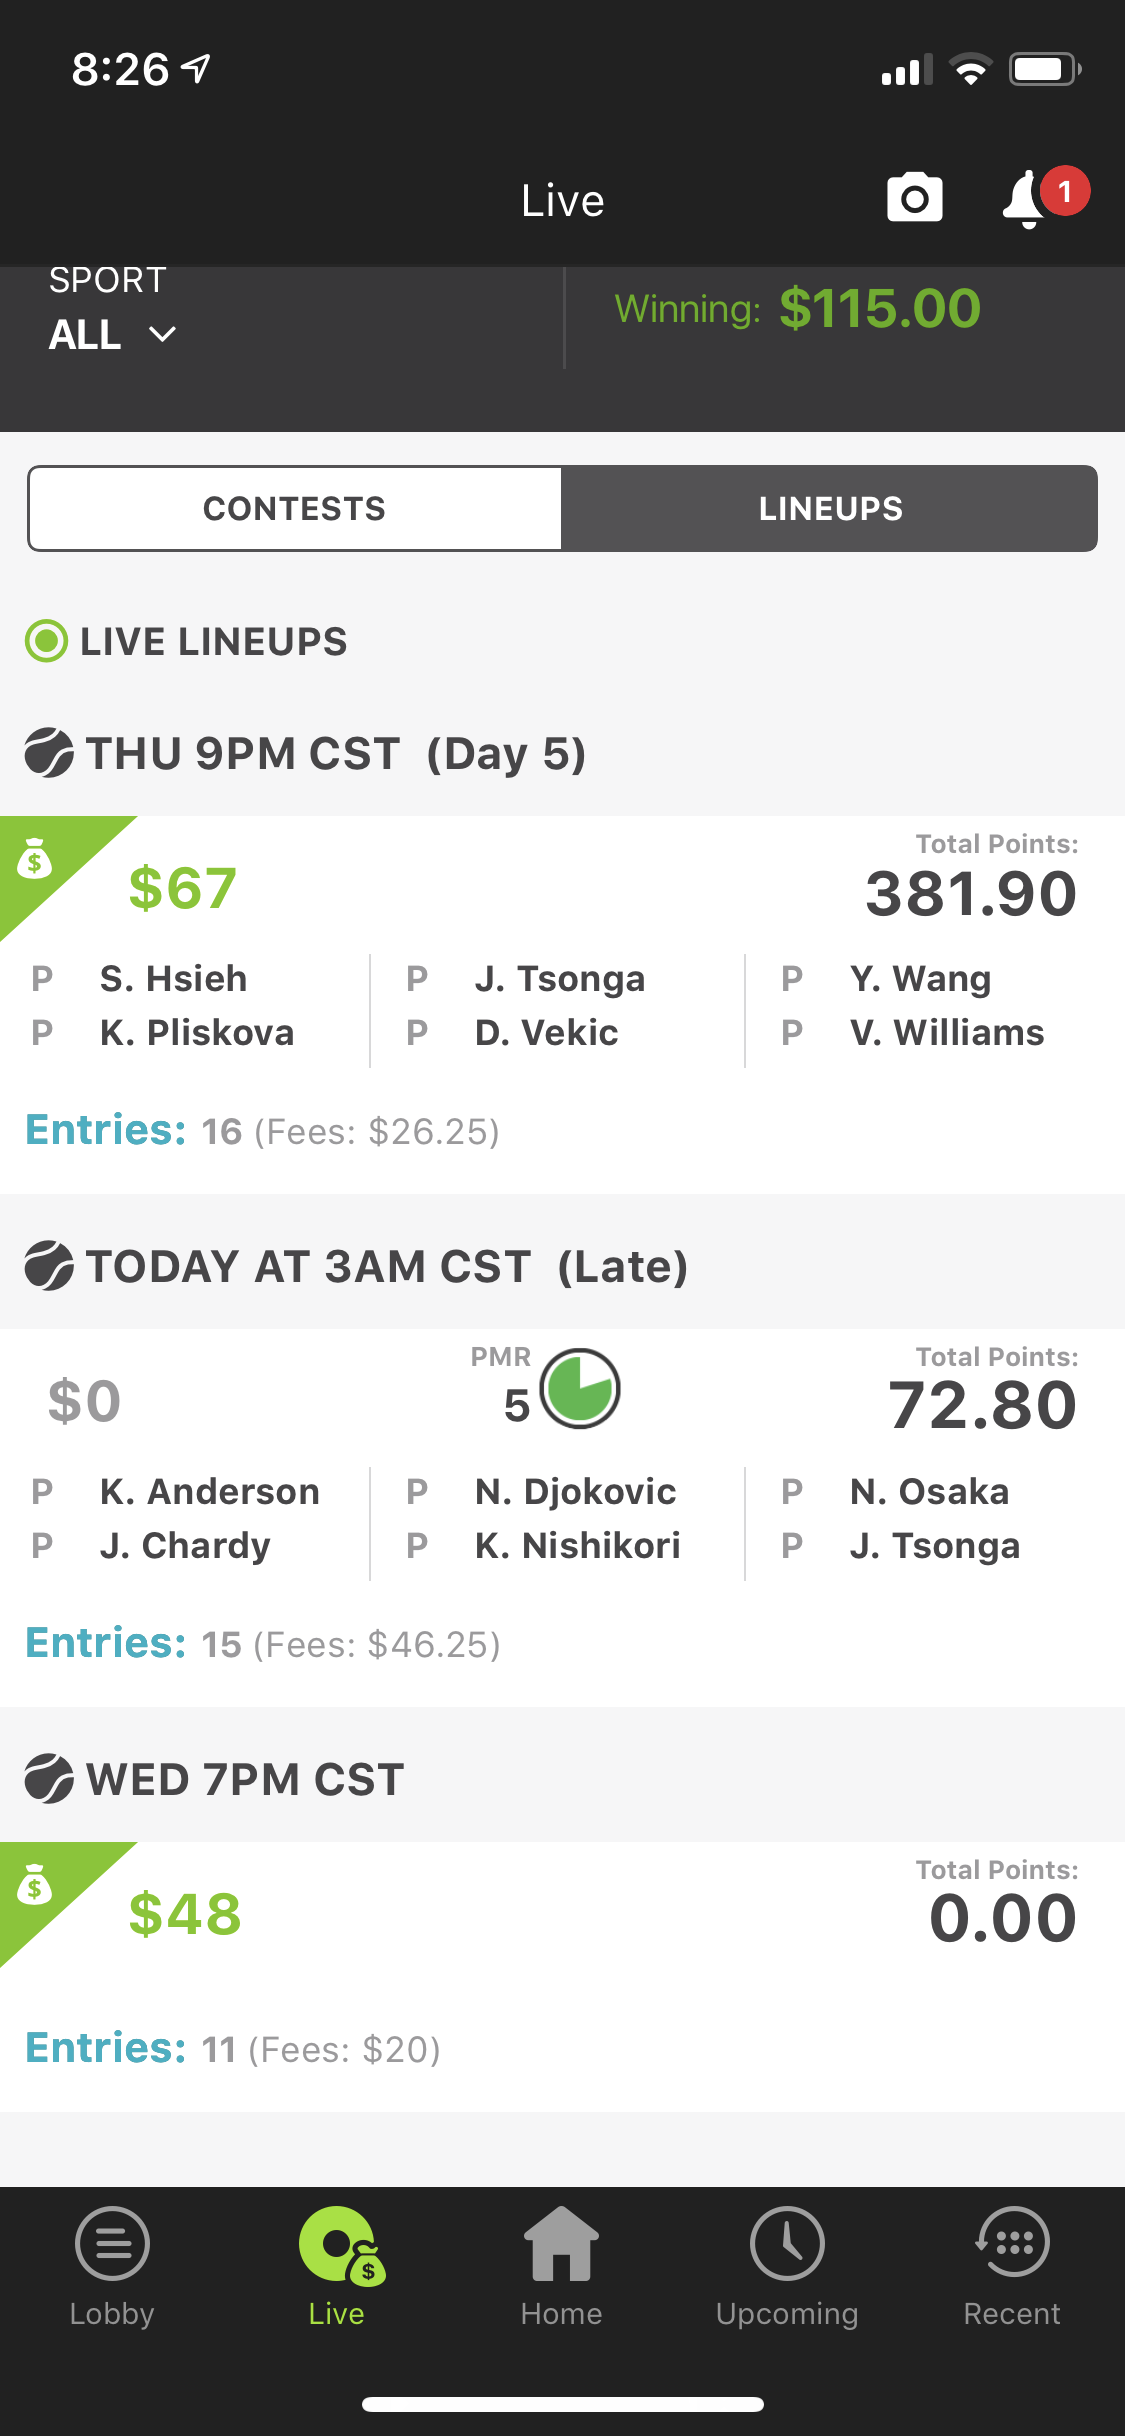 8:26
Live
1
SPORT
ALL
Winning: $115.00
CONTESTS
LINEUPS
LIVE LINEUPS
THU 9PM CST (Day 5)
$67
Total Points:
381.90
P S. Hsieh
P J. Tsonga
P Y. Wang
P K. Pliskova
P D. Vekic
P V. Williams
Entries: 16 (Fees: $26.25)
TODAY AT 3AM CST (Late)
$0
PMR
5
Total Points:
72.80
P K. Anderson
P N. Djokovic
P N. Osaka
P J. Chardy
P K. Nishikori
P J. Tsonga
Entries: 15 (Fees: $46.25)
WED 7PM CST
$48
Total Points:
0.00
Entries: 11 (Fees: $20)
Lobby
Live
Home
Upcoming
Recent